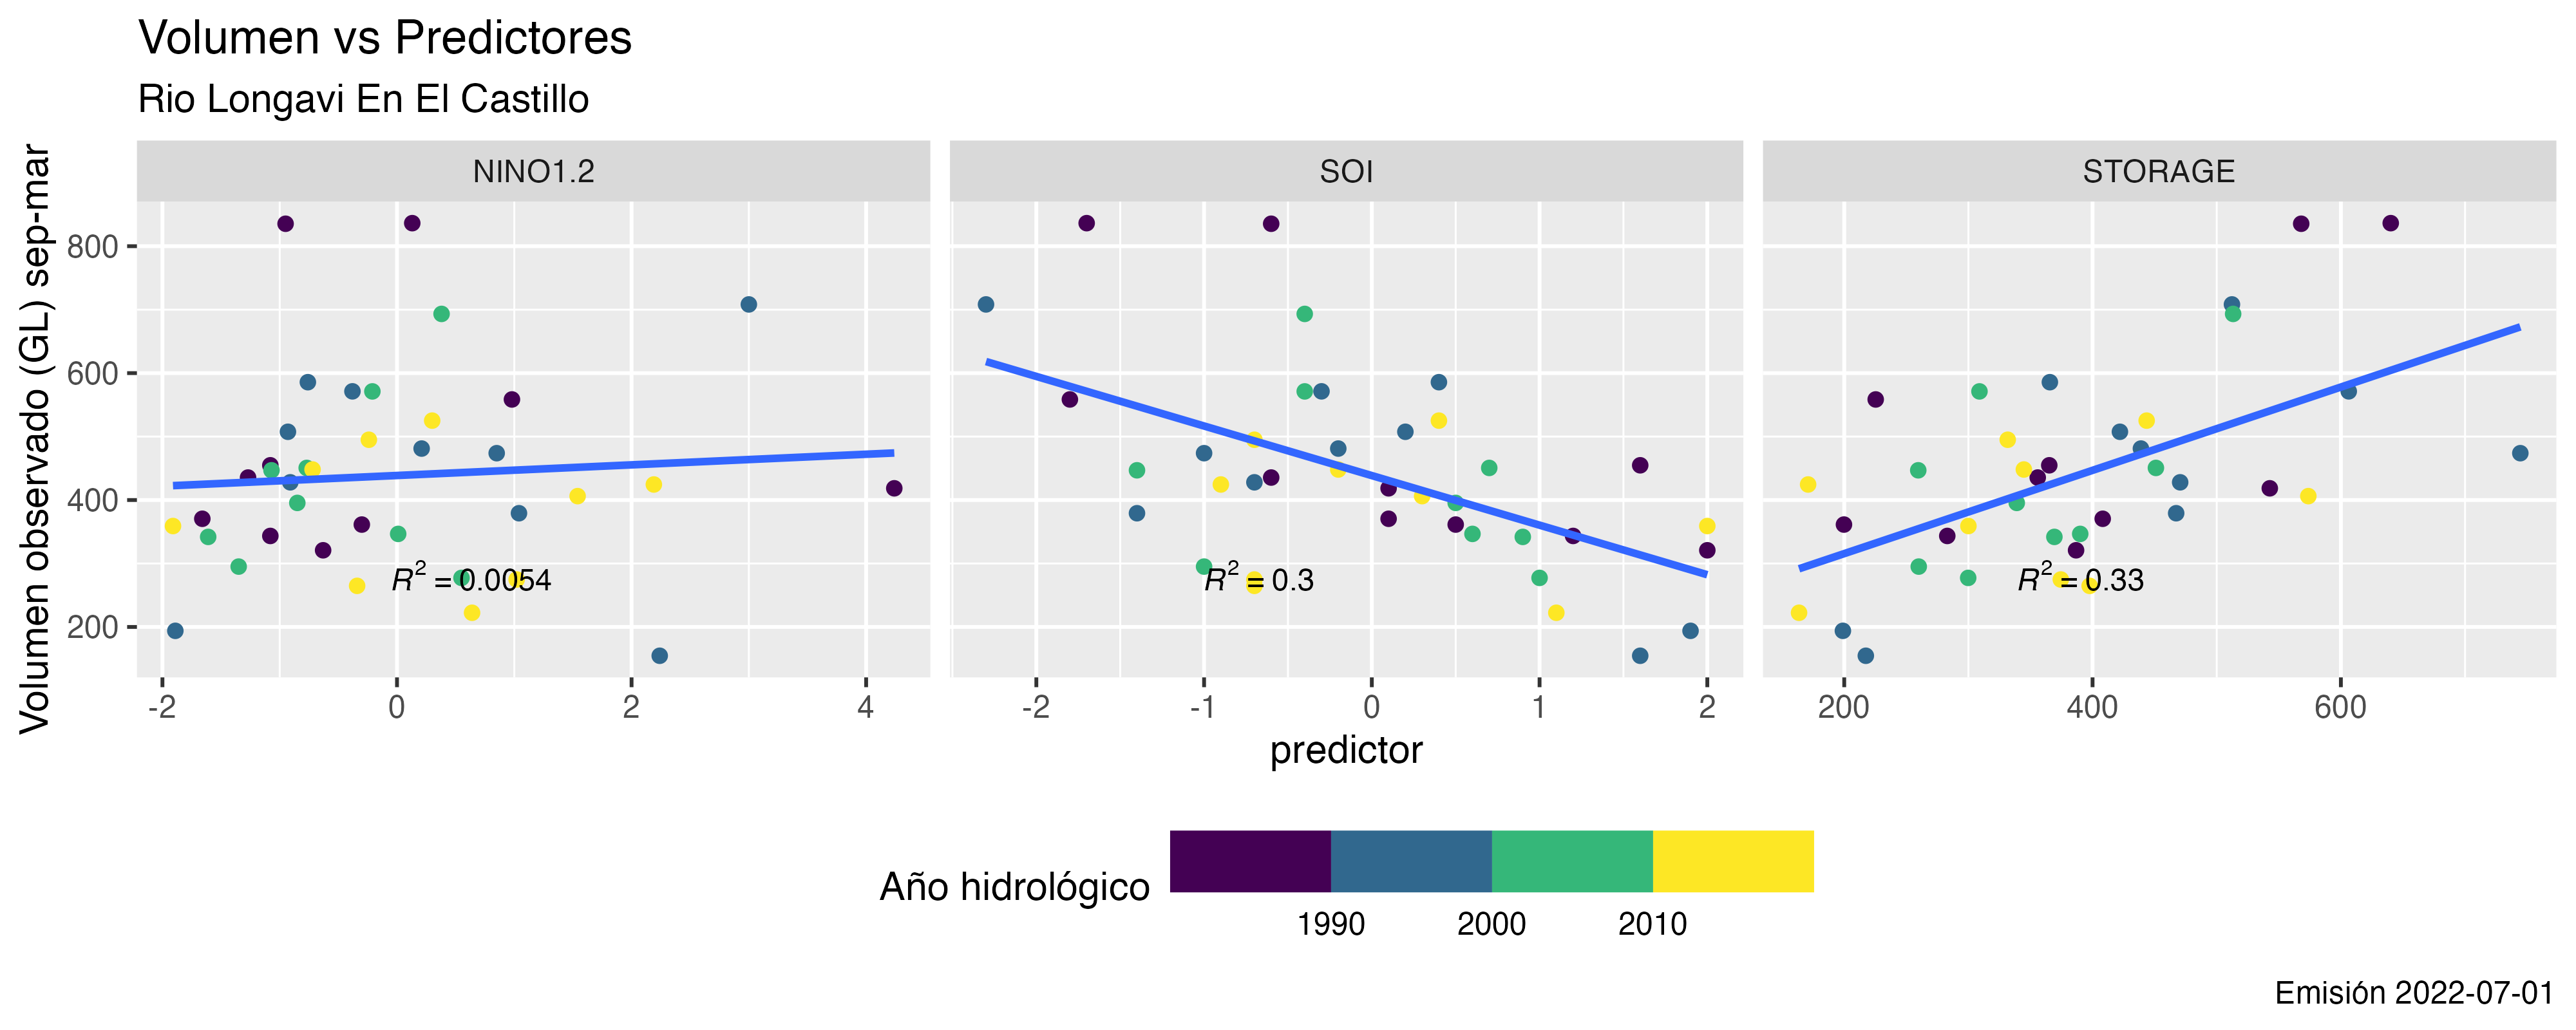 Volumen vs Predictores
Rio Longavi En El Castillo
Volumen observado (GL) sep-mar
NINO1.2
SOI
STORAGE
800
600
400
200
R² = 0.0054
R² = 0.3
R² = 0.33
-2 0 2 4
-2 -1 0 1 2
200 400 600
predictor
Año hidrológico
1990 2000 2010
Emisión 2022-07-01